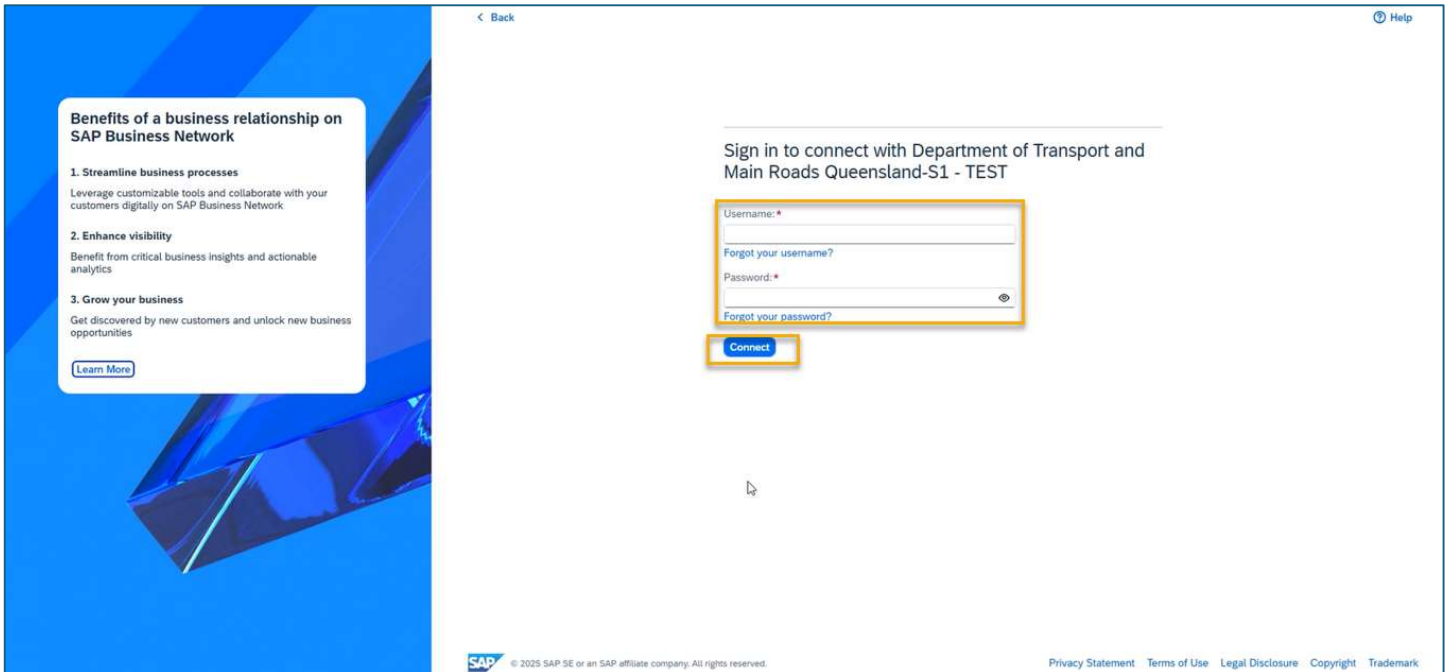 Back
Help
Benefits of a business relationship on
SAP Business Network
1. Streamline business processes
Leverage customizable tools and collaborate with your
customers digitally on SAP Business Network
2. Enhance visibility
Benefit from critical business insights and actionable
analytics
3. Grow your business
Get discovered by new customers and unlock new business
opportunities
Learn More
Sign in to connect with Department of Transport and
Main Roads Queensland-S1 - TEST
Username:*
Forgot your username?
Password:*
Forgot your password?
Connect
SAP © 2025 SAP SE or an SAP affiliate company. All rights reserved.
Privacy Statement Terms of Use Legal Disclosure Copyright Trademark